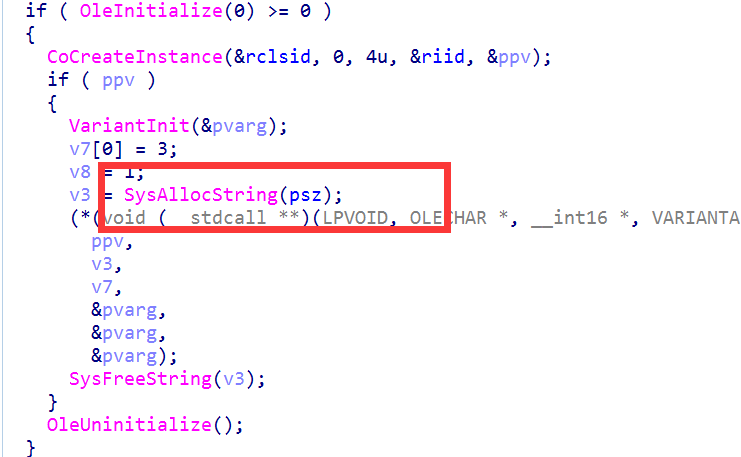 if ( OleInitialize(0) >= 0 )
{
CoCreateInstance(&rclsid, 0, 4u, &riid, &ppv);
if ( ppv )
{
VariantInit(&pvarg);
v7[0] = 3;
v8 = 1;
v3 = SysAllocString(psz);
(*(void (__stdcall **)(LPVOID, OLECHAR *, __int16 *, VARIANTA
ppv,
v3,
v7,
&pvarg,
&pvarg,
&pvarg);
SysFreeString(v3);
}
OleUninitialize();
}